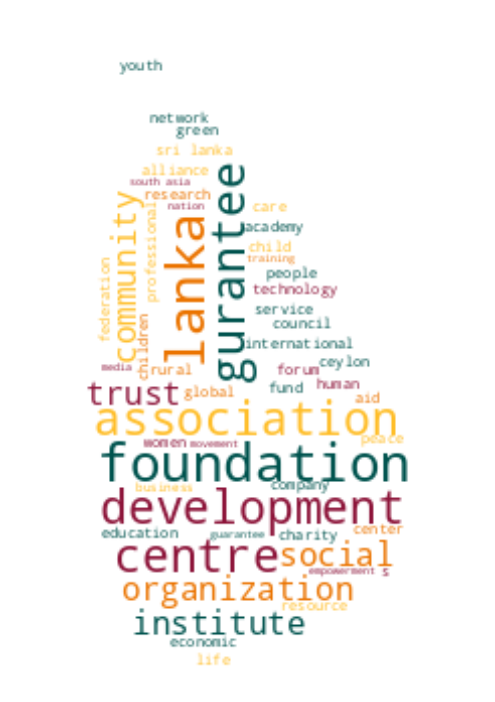 youth
network
green
sri lanka
alliance
south asia
research
nation
community
professional
lanka
gurantee
care
academy
child
training
people
technology
federation
children
service
council
international
media
rural
forum
ceylon
trust
global
fund
human
aid
association
women
movement
peace
foundation
business
company
development
education
guarantee
charity
center
centre
social
empowerment
s
organization
resource
institute
economic
life